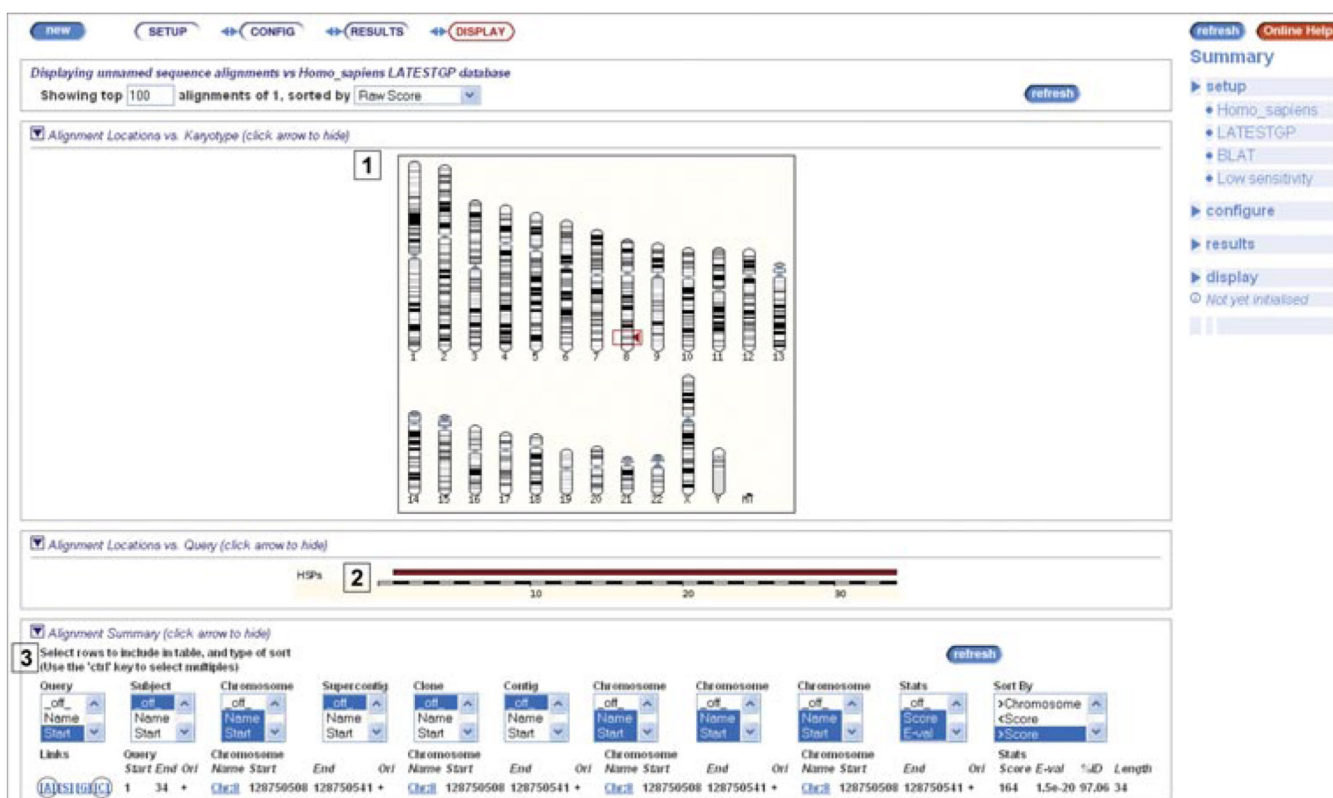 new SETUP CONFIG RESULTS DISPLAY
refresh Online Help
Summary
setup
Homo_sapiens
LATESTGP
BLAT
Low sensitivity
configure
results
display
Not yet initialised
Displaying unnamed sequence alignments vs Homo_sapiens LATESTGP database
Showing top 100 alignments of 1, sorted by Raw Score refresh
Alignment Locations vs. Karyotype (click arrow to hide)
1
1 2 3 4 5 6 7 8 9 10 11 12 13
14 15 16 17 18 19 20 21 22 X Y MT
Alignment Locations vs. Query (click arrow to hide)
HSPs 2
10 20 30
Alignment Summary (click arrow to hide)
3 Select rows to include in table, and type of sort
(Use the 'ctrl' key to select multiples) refresh
Query Subject Chromosome Supercontig Clone Contig Chromosome Chromosome Chromosome Stats Sort By
_off_ _off_ _off_ _off_ _off_ _off_ _off_ _off_ _off_ _off_ >Chromosome
Name Name Name Name Name Name Name Name Name Score <Score
Start Start Start Start Start Start Start Start Start E-val >Score
Links Query Chromosome Chromosome Chromosome Chromosome Stats
Start End Ori Name Start End Ori Name Start End Ori Name Start End Ori Name Start End Ori Score E-val %ID Length
[A][S][G][C] 1 34 + Chr:8 128750508 128750541 + Chr:8 128750508 128750541 + Chr:8 128750508 128750541 + Chr:8 128750508 128750541 + 164 1.5e-20 97.06 34